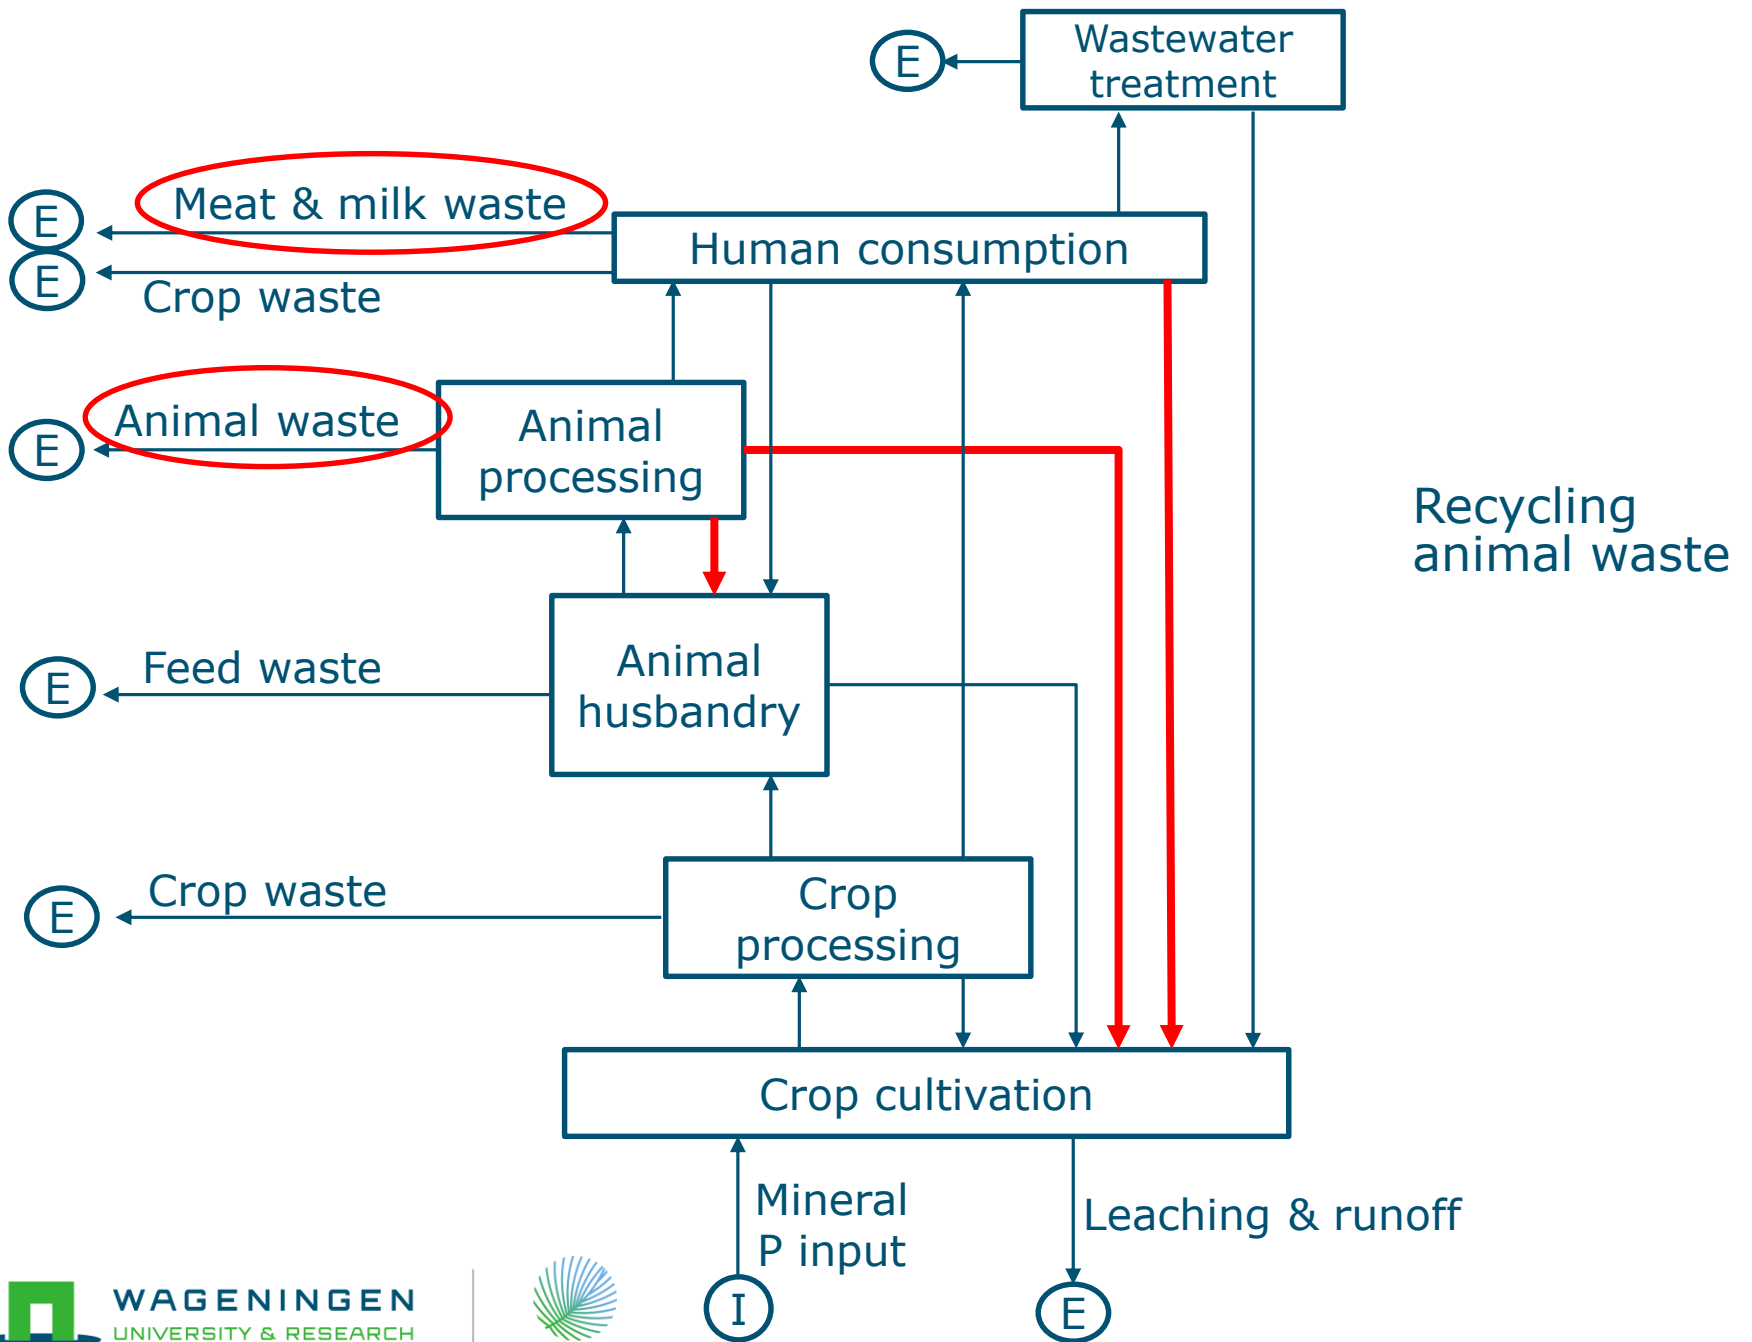 Wastewater
treatment
E
Meat & milk waste
E
Human consumption
E
Crop waste
Animal waste
E
Animal
processing
Recycling
animal waste
Feed waste
E
Animal
husbandry
Crop waste
E
Crop
processing
Crop cultivation
Mineral
P input
Leaching & runoff
I
E
WAGENINGEN
UNIVERSITY & RESEARCH